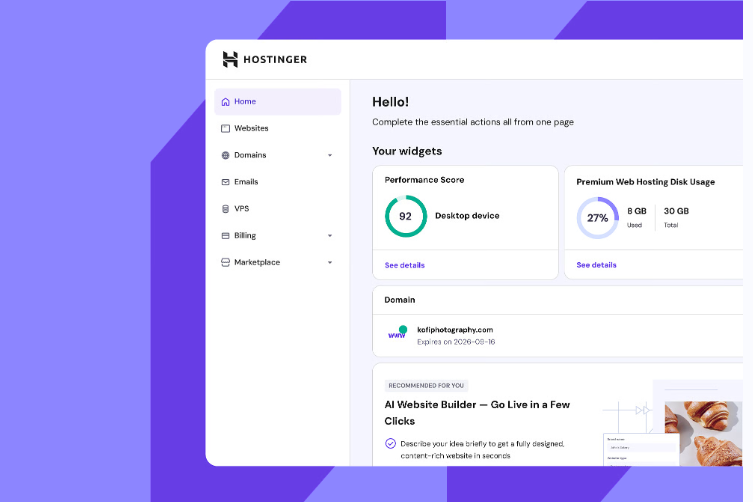 HOSTINGER
Home
Websites
Domains
Emails
VPS
Billing
Marketplace
Hello!
Complete the essential actions all from one page
Your widgets
Performance Score
92
Desktop device
See details
Premium Web Hosting Disk Usage
27%
8 GB
Used
30 GB
Total
See details
Domain
www
kofiphotography.com
Expires on 2026-09-16
RECOMMENDED FOR YOU
AI Website Builder — Go Live in a Few
Clicks
Describe your idea briefly to get a fully designed,
content-rich website in seconds